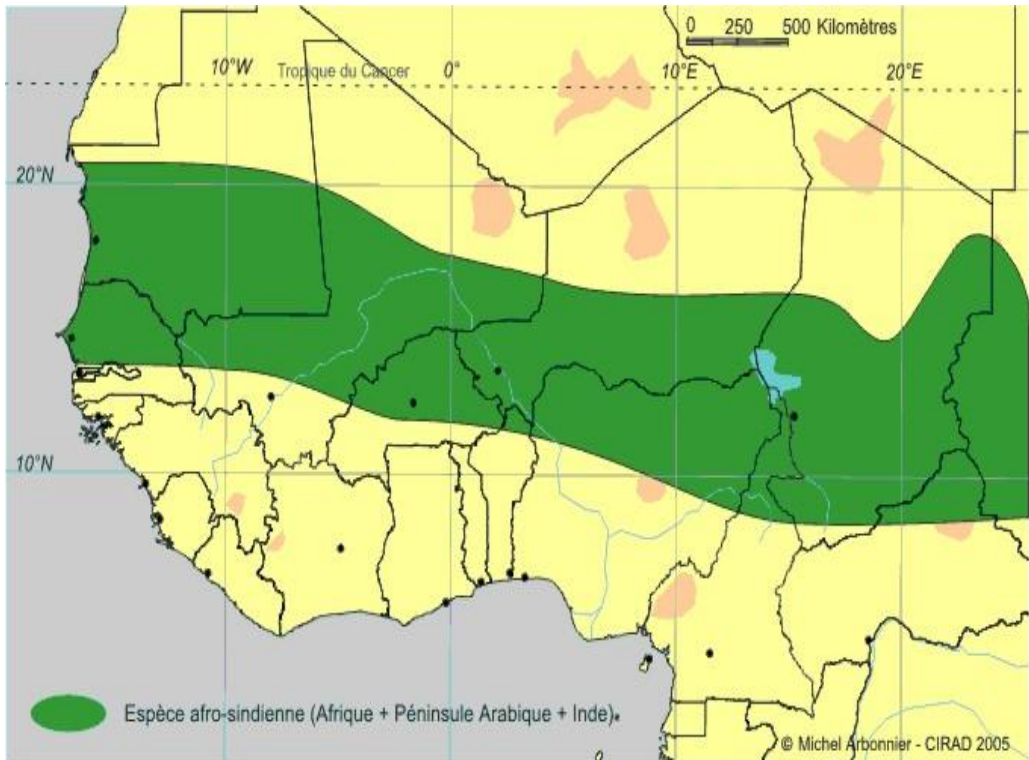 0 250 500 Kilomètres
10°W Tropique du Cancer 0° 10°E 20°E
20°N
10°N
Espèce afro-sindienne (Afrique + Péninsule Arabique + Inde).
© Michel Arbonnier - CIRAD 2005